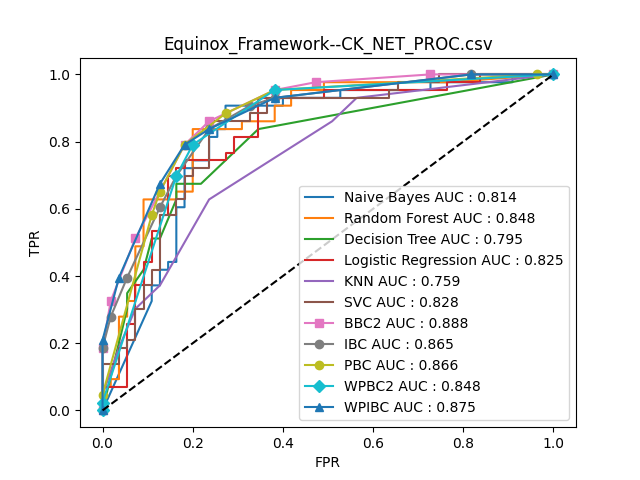 Equinox_Framework--CK_NET_PROC.csv
1.0
0.8
0.6
0.4
0.2
0.0
TPR
Naive Bayes AUC : 0.814
Random Forest AUC : 0.848
Decision Tree AUC : 0.795
Logistic Regression AUC : 0.825
KNN AUC : 0.759
SVC AUC : 0.828
BBC2 AUC : 0.888
IBC AUC : 0.865
PBC AUC : 0.866
WPBC2 AUC : 0.848
WPIBC AUC : 0.875
0.0 0.2 0.4 0.6 0.8 1.0
FPR